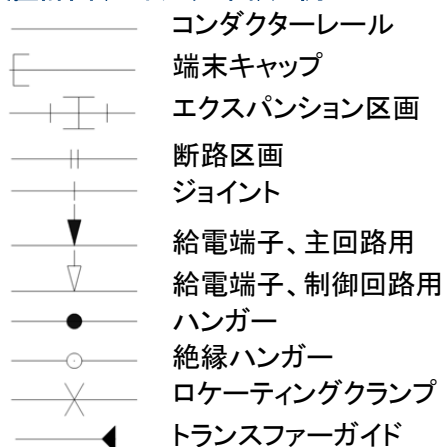 コンダクターレール
端末キャップ
エクスパンション区画
断路区画
ジョイント
給電端子、主回路用
給電端子、制御回路用
ハンガー
絶縁ハンガー
ロケーティングクランプ
トランスファーガイド